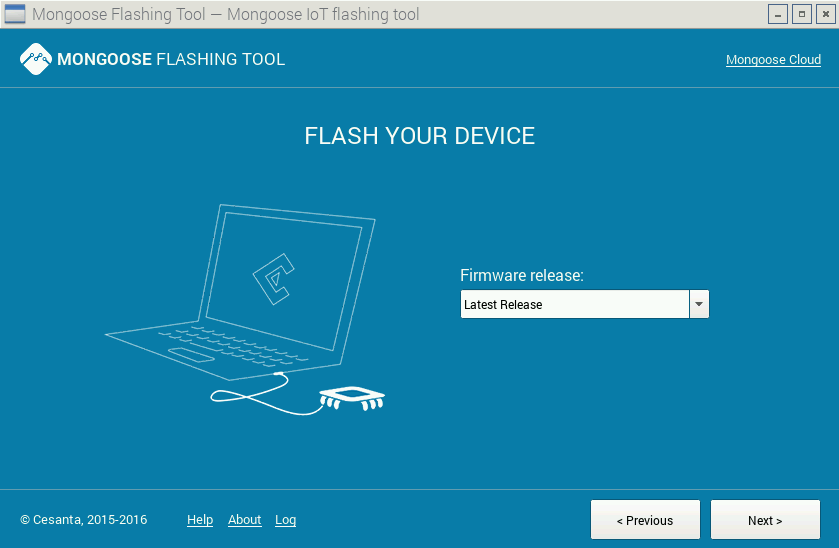 Mongoose Flashing Tool — Mongoose IoT flashing tool
MONGOOSE FLASHING TOOL
Mongoose Cloud
FLASH YOUR DEVICE
Firmware release:
Latest Release
© Cesanta, 2015-2016
Help
About
Log
< Previous
Next >